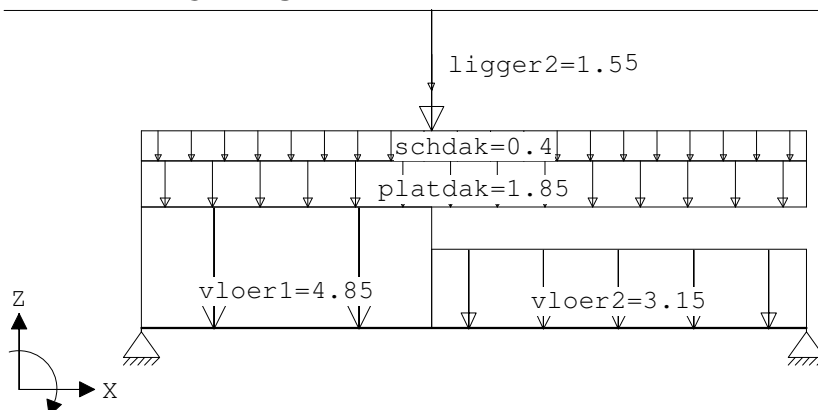 ligger2=1.55
schdak=0.4
platdak=1.85
vloer1=4.85
vloer2=3.15
Z
X